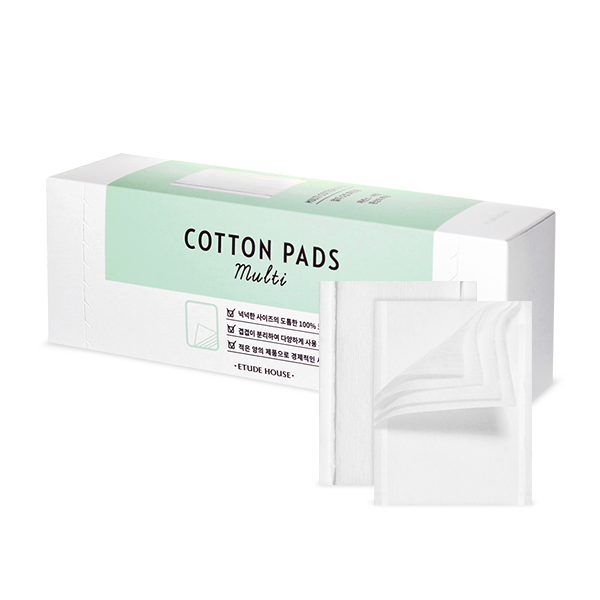 COTTON PADS
Multi
넉넉한 사이즈의 도톰한 100%
겹겹이 분리하여 다양하게 사용
적은 양의 제품으로 경제적인
·ETUDE HOUSE·